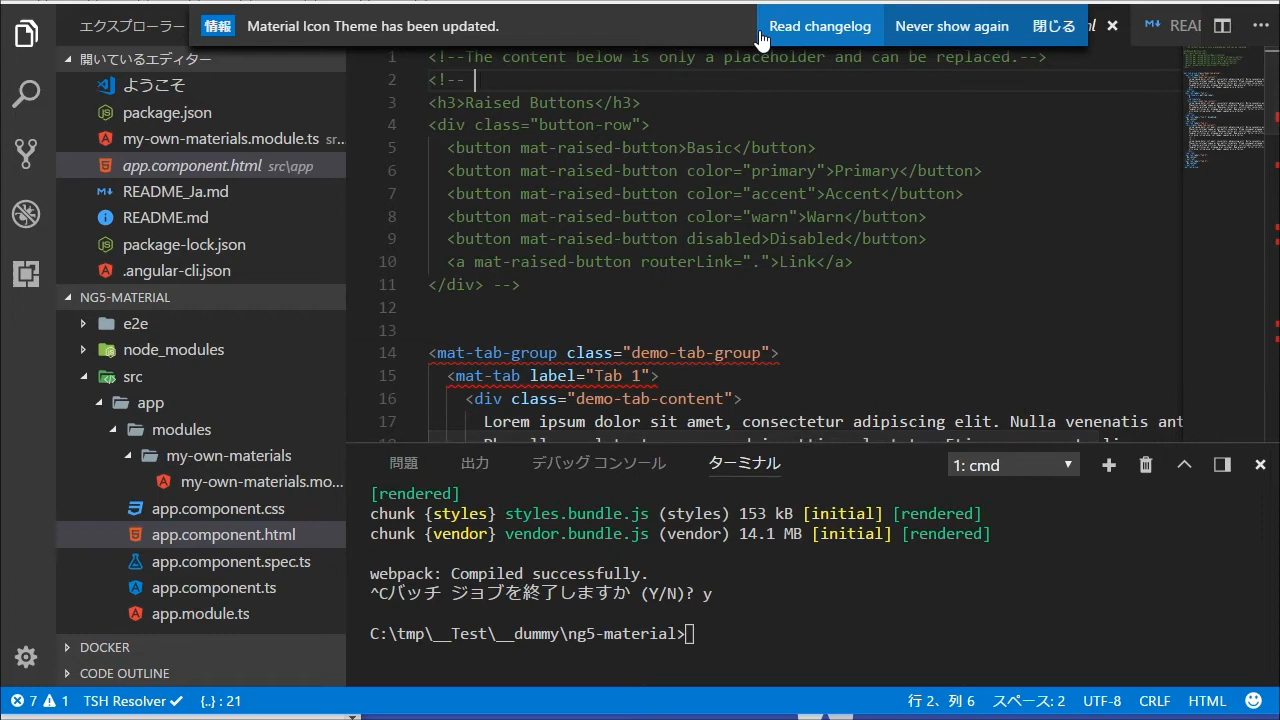 エクスプローラー
情報 Material Icon Theme has been updated. Read changelog Never show again 閉じる
READ
開いているエディター
ようこそ
package.json
my-own-materials.module.ts sr...
app.component.html src\app
README_Ja.md
README.md
package-lock.json
.angular-cli.json
NG5-MATERIAL
e2e
node_modules
src
app
modules
my-own-materials
my-own-materials.mo...
app.component.css
app.component.html
app.component.spec.ts
app.component.ts
app.module.ts
DOCKER
CODE OUTLINE
1 <!--The content below is only a placeholder and can be replaced.-->
2 <!--
3 <h3>Raised Buttons</h3>
4 <div class="button-row">
5 <button mat-raised-button>Basic</button>
6 <button mat-raised-button color="primary">Primary</button>
7 <button mat-raised-button color="accent">Accent</button>
8 <button mat-raised-button color="warn">Warn</button>
9 <button mat-raised-button disabled>Disabled</button>
10 <a mat-raised-button routerLink=".">Link</a>
11 </div> -->
12
13
14 <mat-tab-group class="demo-tab-group">
15 <mat-tab label="Tab 1">
16 <div class="demo-tab-content">
17 Lorem ipsum dolor sit amet, consectetur adipiscing elit. Nulla venenatis ant
問題 出力 デバッグ コンソール ターミナル 1: cmd
[rendered]
chunk {styles} styles.bundle.js (styles) 153 kB [initial] [rendered]
chunk {vendor} vendor.bundle.js (vendor) 14.1 MB [initial] [rendered]
webpack: Compiled successfully.
^Cバッチ ジョブを終了しますか (Y/N)? y
C:\tmp\__Test\__dummy\ng5-material>
7 1 TSH Resolver {..} : 21 行 2、列 6 スペース: 2 UTF-8 CRLF HTML